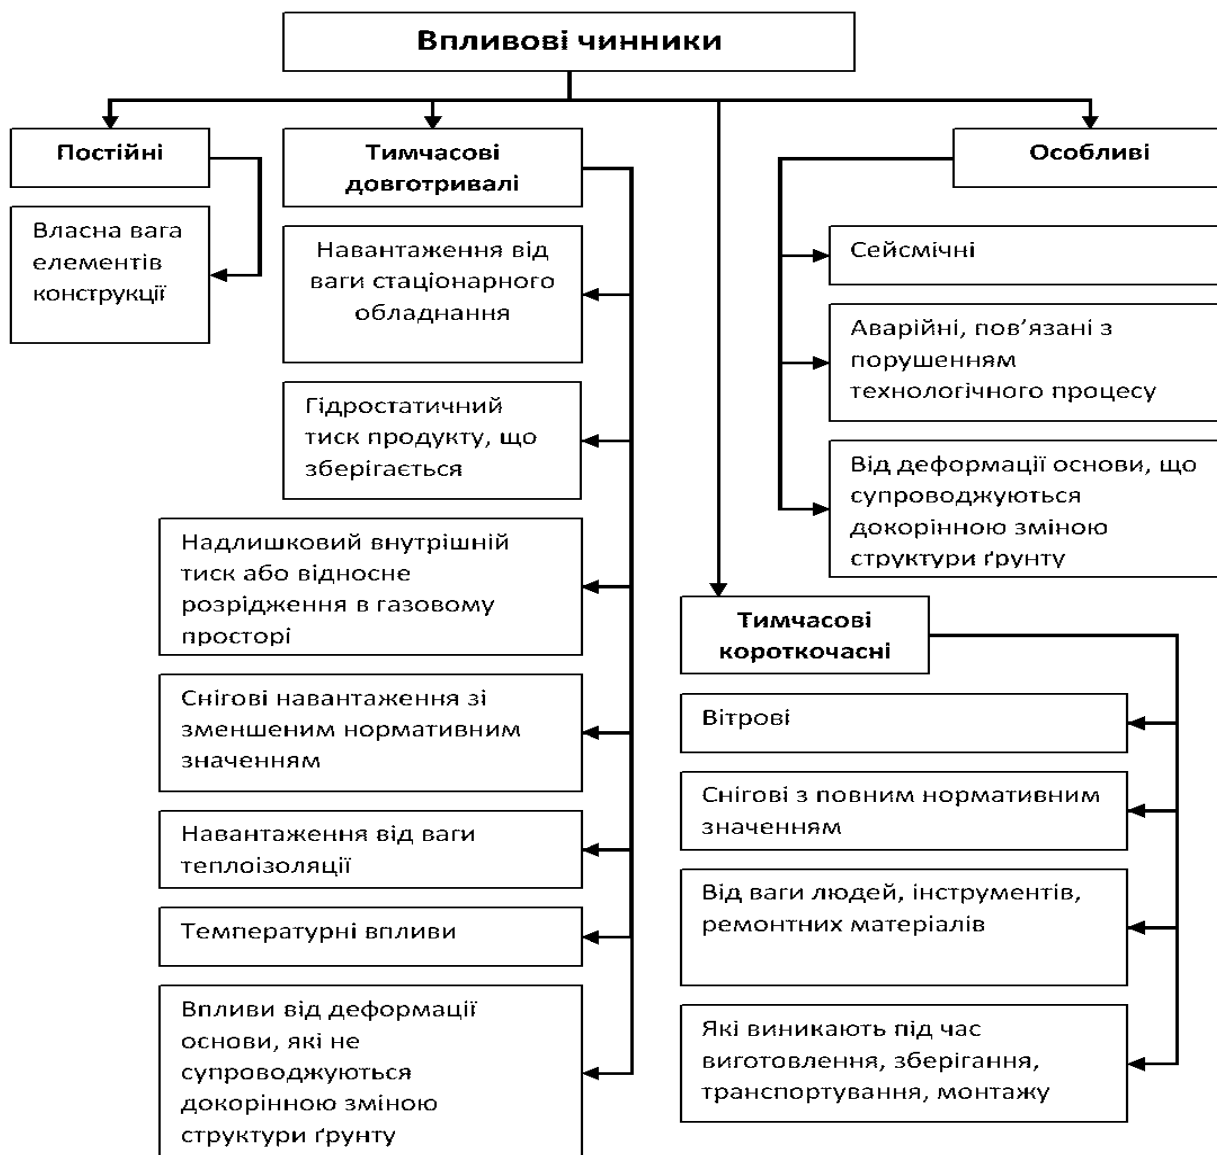 Впливові чинники
Постійні
Власна вага
елементів
конструкції
Тимчасові
довготривалі
Навантаження від
ваги стаціонарного
обладнання
Гідростатичний
тиск продукту, що
зберігається
Надлишковий внутрішній
тиск або відносне
розрідження в газовому
просторі
Снігові навантаження зі
зменшеним нормативним
значенням
Навантаження від ваги
теплоізоляції
Температурні впливи
Впливи від деформації
основи, які не
супроводжуються
докорінною зміною
структури ґрунту
Особливі
Сейсмічні
Аварійні, пов’язані з
порушенням
технологічного процесу
Від деформації основи, що
супроводжуються
докорінною зміною
структури ґрунту
Тимчасові
короткочасні
Вітрові
Снігові з повним нормативним
значенням
Від ваги людей, інструментів,
ремонтних матеріалів
Які виникають під час
виготовлення, зберігання,
транспортування, монтажу